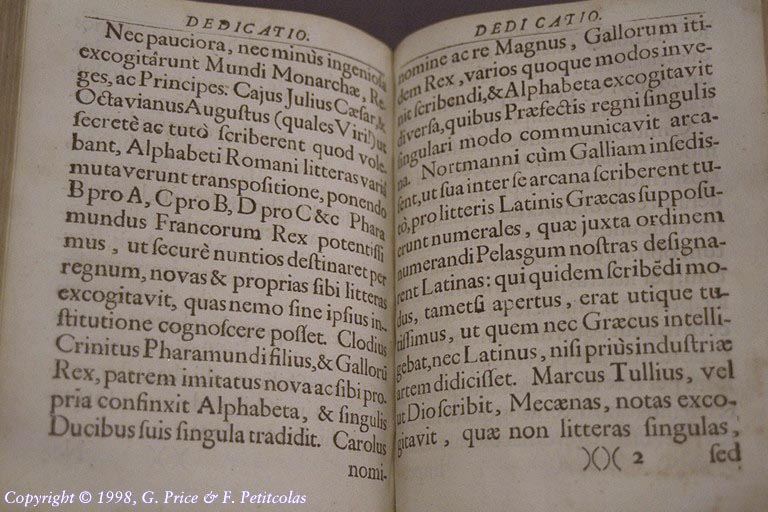 DEDICATIO.
Nec pauciora, nec minùs ingeniosa
excogitârunt Mundi Monarchæ, Re-
ges, ac Principes. Cajus Julius Cæsar, &
Octavianus Augustus (quales Viri!) ut
secretè ac tutò scriberent quod vole-
bant, Alphabeti Romani litteras variè
mutaverunt transpositione, ponendo
B pro A, C pro B, D pro C &c Phara
mundus Francorum Rex potentissi
mus, ut securè nuntios destinaret per
regnum, novas & proprias sibi litteras
excogitavit, quas nemo sine ipsius in-
stitutione cognoscere posset. Clodius
Crinitus Pharamundi filius, & Gallorū
Rex, patrem imitatus nova ac sibi pro-
pria confinxit Alphabeta, & singulis
Ducibus suis singula tradidit. Carolus
nomi-
DEDICATIO.
nomine ac re Magnus, Gallorum iti-
dem Rex, varios quoque modos inve-
nit scribendi, & Alphabeta excogitavit
diversa, quibus Præfectis regni singulis
singulari modo communicavit arca-
na. Nortmanni cùm Galliam insedis-
sent, ut sua inter se arcana scriberent tu-
tò, pro litteris Latinis Græcas supposu-
erunt numerales, quæ juxta ordinem
numerandi Pelasgum nostras designa-
rent Latinas: qui quidem scribēdi mo-
dus, tametsi apertus, erat utique tu-
tissimus, ut quem nec Græcus intelli-
gebat, nec Latinus, nisi priùs industriæ
artem didicisset. Marcus Tullius, vel
ut Dio scribit, Mecænas, notas exco-
gitavit, quæ non litteras singulas,
)()( 2 sed
Copyright © 1998, G. Price & F. Petitcolas